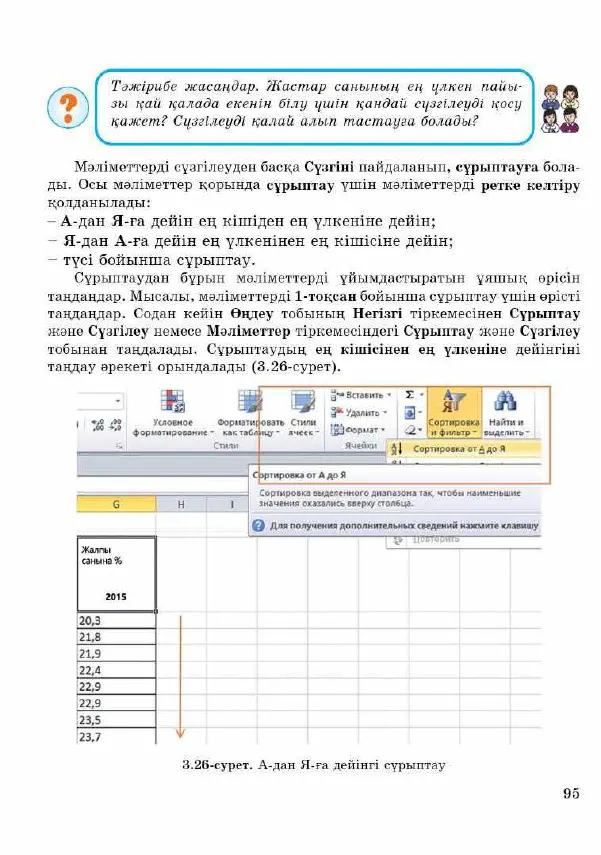 Тәжірибе жасаңдар. Жастар санының ең үлкен пайы-
зы қай қалада екенін білу үшін қандай сүзгілеуді қосу
қажет? Сүзгілеуді қалай алып тастауға болады?
Мәліметтерді сүзгілеуден басқа Сүзгіні пайдаланып, сұрыптауға бола-
ды. Осы мәліметтер қорында сұрыптау үшін мәліметтерді ретке келтіру
қолданылады:
– А-дан Я-ға дейін ең кішіден ең үлкеніне дейін;
– Я-дан А-ға дейін ең үлкенінен ең кішісіне дейін;
– түсі бойынша сұрыптау.
Сұрыптаудан бұрын мәліметтерді ұйымдастыратын ұяшық өрісін
таңдаңдар. Мысалы, мәліметтерді 1-тоқсан бойынша сұрыптау үшін өрісті
таңдаңдар. Содан кейін Өңдеу тобының Негізгі тіркемесінен Сұрыптау
және Сүзгілеу немесе Мәліметтер тіркемесіндегі Сұрыптау және Сүзгілеу
тобынан таңдалады. Сұрыптаудың ең кішісінен ең үлкеніне дейінгіні
таңдау әрекеті орындалады (3.26-сурет).
Условное форматирование
Форматировать как таблицу
Стили ячеек
Стили
Вставить
Удалить
Формат
Ячейки
Σ
Сортировка и фильтр
Найти и выделить
Сортировка от А до Я
Сортировка от А до Я
Сортировка выделенного диапазона так, чтобы наименьшие
значения оказались вверху столбца.
Для получения дополнительных сведений нажмите клавишу
Повторить
G H I
Жалпы
санына %
2015
20,3
21,8
21,9
22,4
22,9
22,9
23,5
23,7
3.26-сурет. А-дан Я-ға дейінгі сұрыптау
95